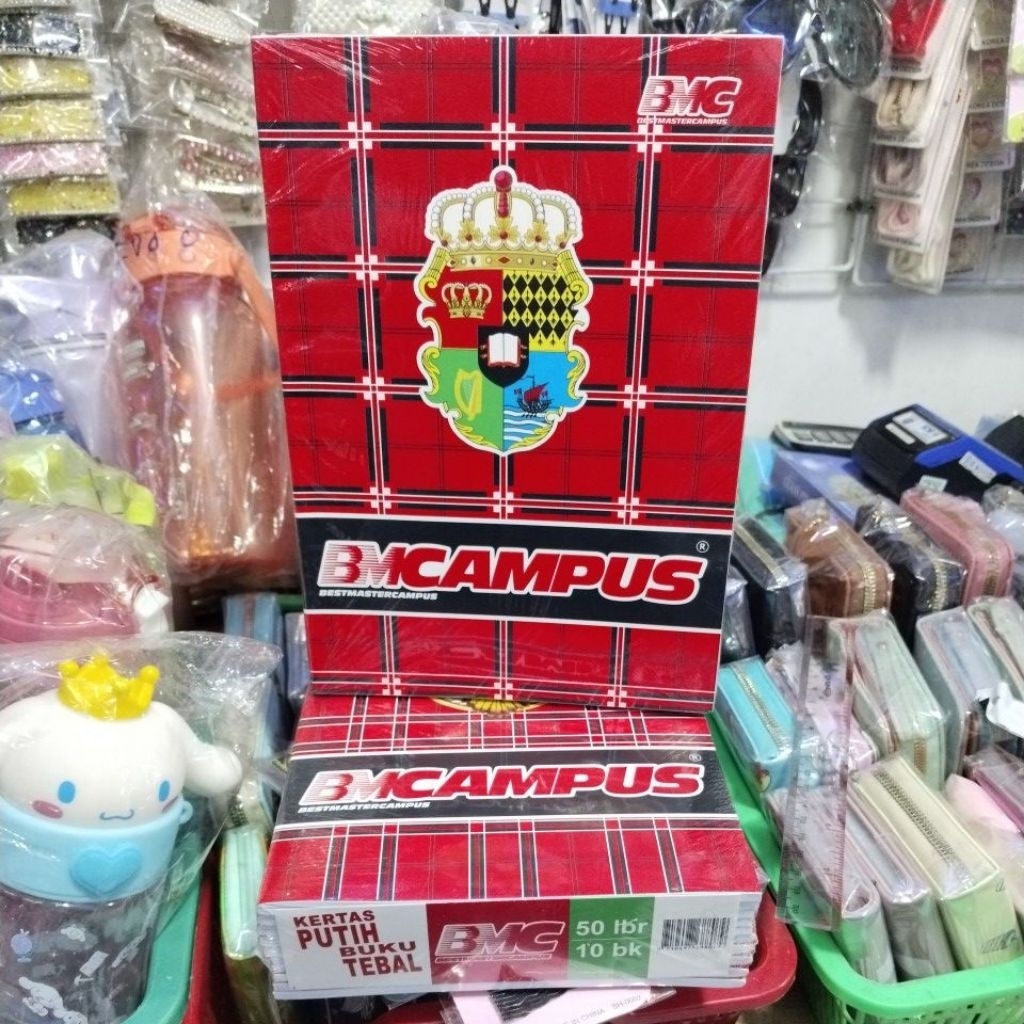 BMC
BESTMASTERCAMPUS
BMCAMPUS®
BESTMASTERCAMPUS
BMCAMPUS®
BESTMASTERCAMPUS
KERTAS
PUTIH
BUKU
TEBAL
BMC
50 lbr
10 bk